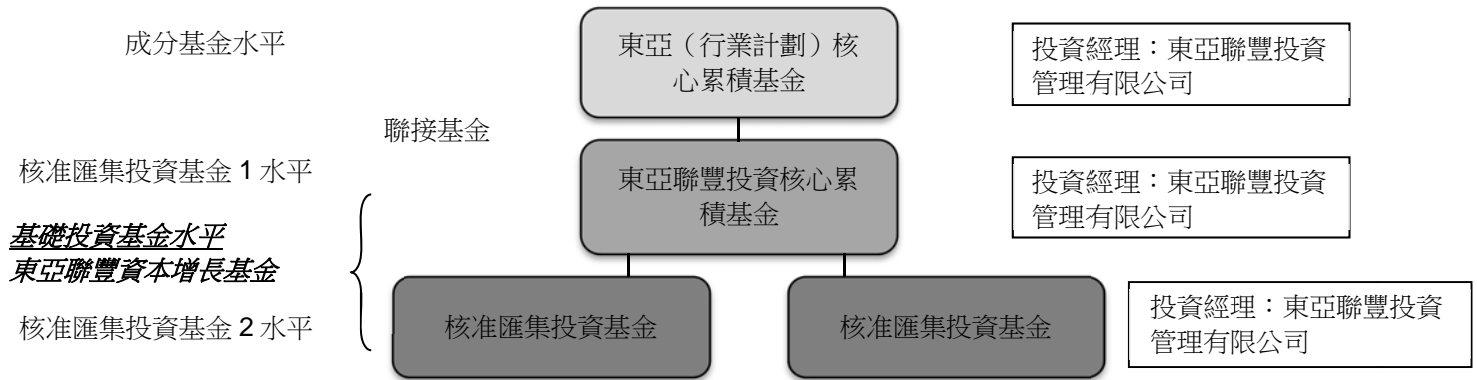 成分基金水平
東亞（行業計劃）核
心累積基金
投資經理：東亞聯豐投資
管理有限公司
聯接基金
核准匯集投資基金 1 水平
東亞聯豐投資核心累
積基金
投資經理：東亞聯豐投資
管理有限公司
基礎投資基金水平
東亞聯豐資本增長基金
核准匯集投資基金 2 水平
核准匯集投資基金
核准匯集投資基金
投資經理：東亞聯豐投資
管理有限公司